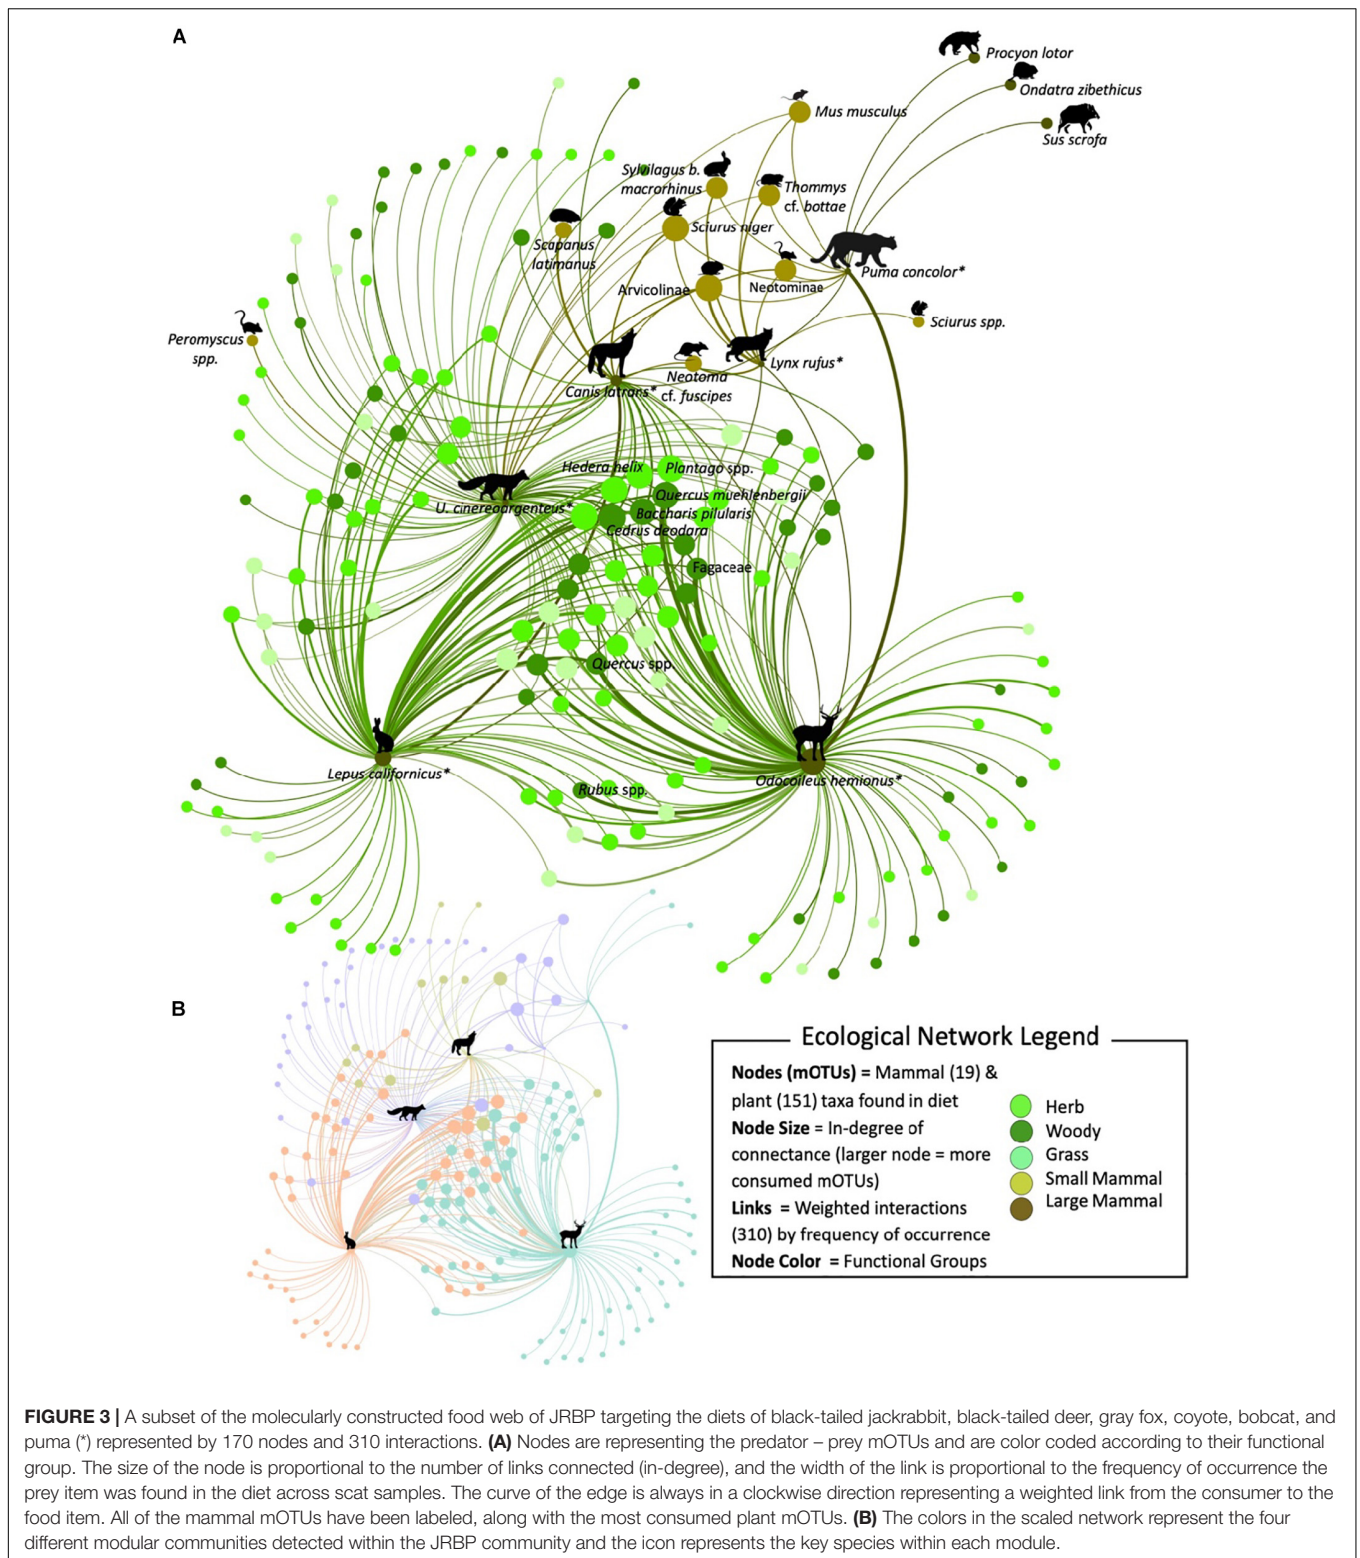 A
Procyon lotor
Ondatra zibethicus
Mus musculus
Sus scrofa
Sylvilagus b.
macrorhinus
Thommys
cf. bottae
Sciurus niger
Scapanus
latimanus
Puma concolor*
Arvicolinae
Neotominae
Sciurus spp.
Peromyscus
spp.
Lynx rufus*
Neotoma
cf. fuscipes
Canis latrans*
Hedera helix
Plantago spp.
Quercus muehlenbergii
U. cinereoargenteus*
Baccharis pilularis
Cedrus deodara
Fagaceae
Quercus spp.
Lepus californicus*
Odocoileus hemionus*
Rubus spp.
B
Ecological Network Legend
Nodes (mOTUs) = Mammal (19) &
plant (151) taxa found in diet
Node Size = In-degree of
connectance (larger node = more
consumed mOTUs)
Links = Weighted interactions
(310) by frequency of occurrence
Node Color = Functional Groups
Herb
Woody
Grass
Small Mammal
Large Mammal
FIGURE 3 | A subset of the molecularly constructed food web of JRBP targeting the diets of black-tailed jackrabbit, black-tailed deer, gray fox, coyote, bobcat, and
puma (*) represented by 170 nodes and 310 interactions. (A) Nodes are representing the predator – prey mOTUs and are color coded according to their functional
group. The size of the node is proportional to the number of links connected (in-degree), and the width of the link is proportional to the frequency of occurrence the
prey item was found in the diet across scat samples. The curve of the edge is always in a clockwise direction representing a weighted link from the consumer to the
food item. All of the mammal mOTUs have been labeled, along with the most consumed plant mOTUs. (B) The colors in the scaled network represent the four
different modular communities detected within the JRBP community and the icon represents the key species within each module.